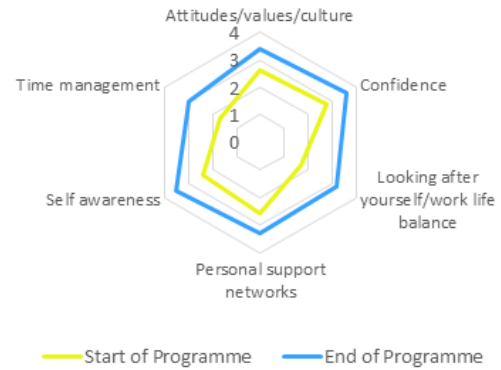 Attitudes/values/culture
4
3
2
1
0
Time management
Confidence
Self awareness
Looking after
yourself/work life
balance
Personal support
networks
Start of Programme
End of Programme